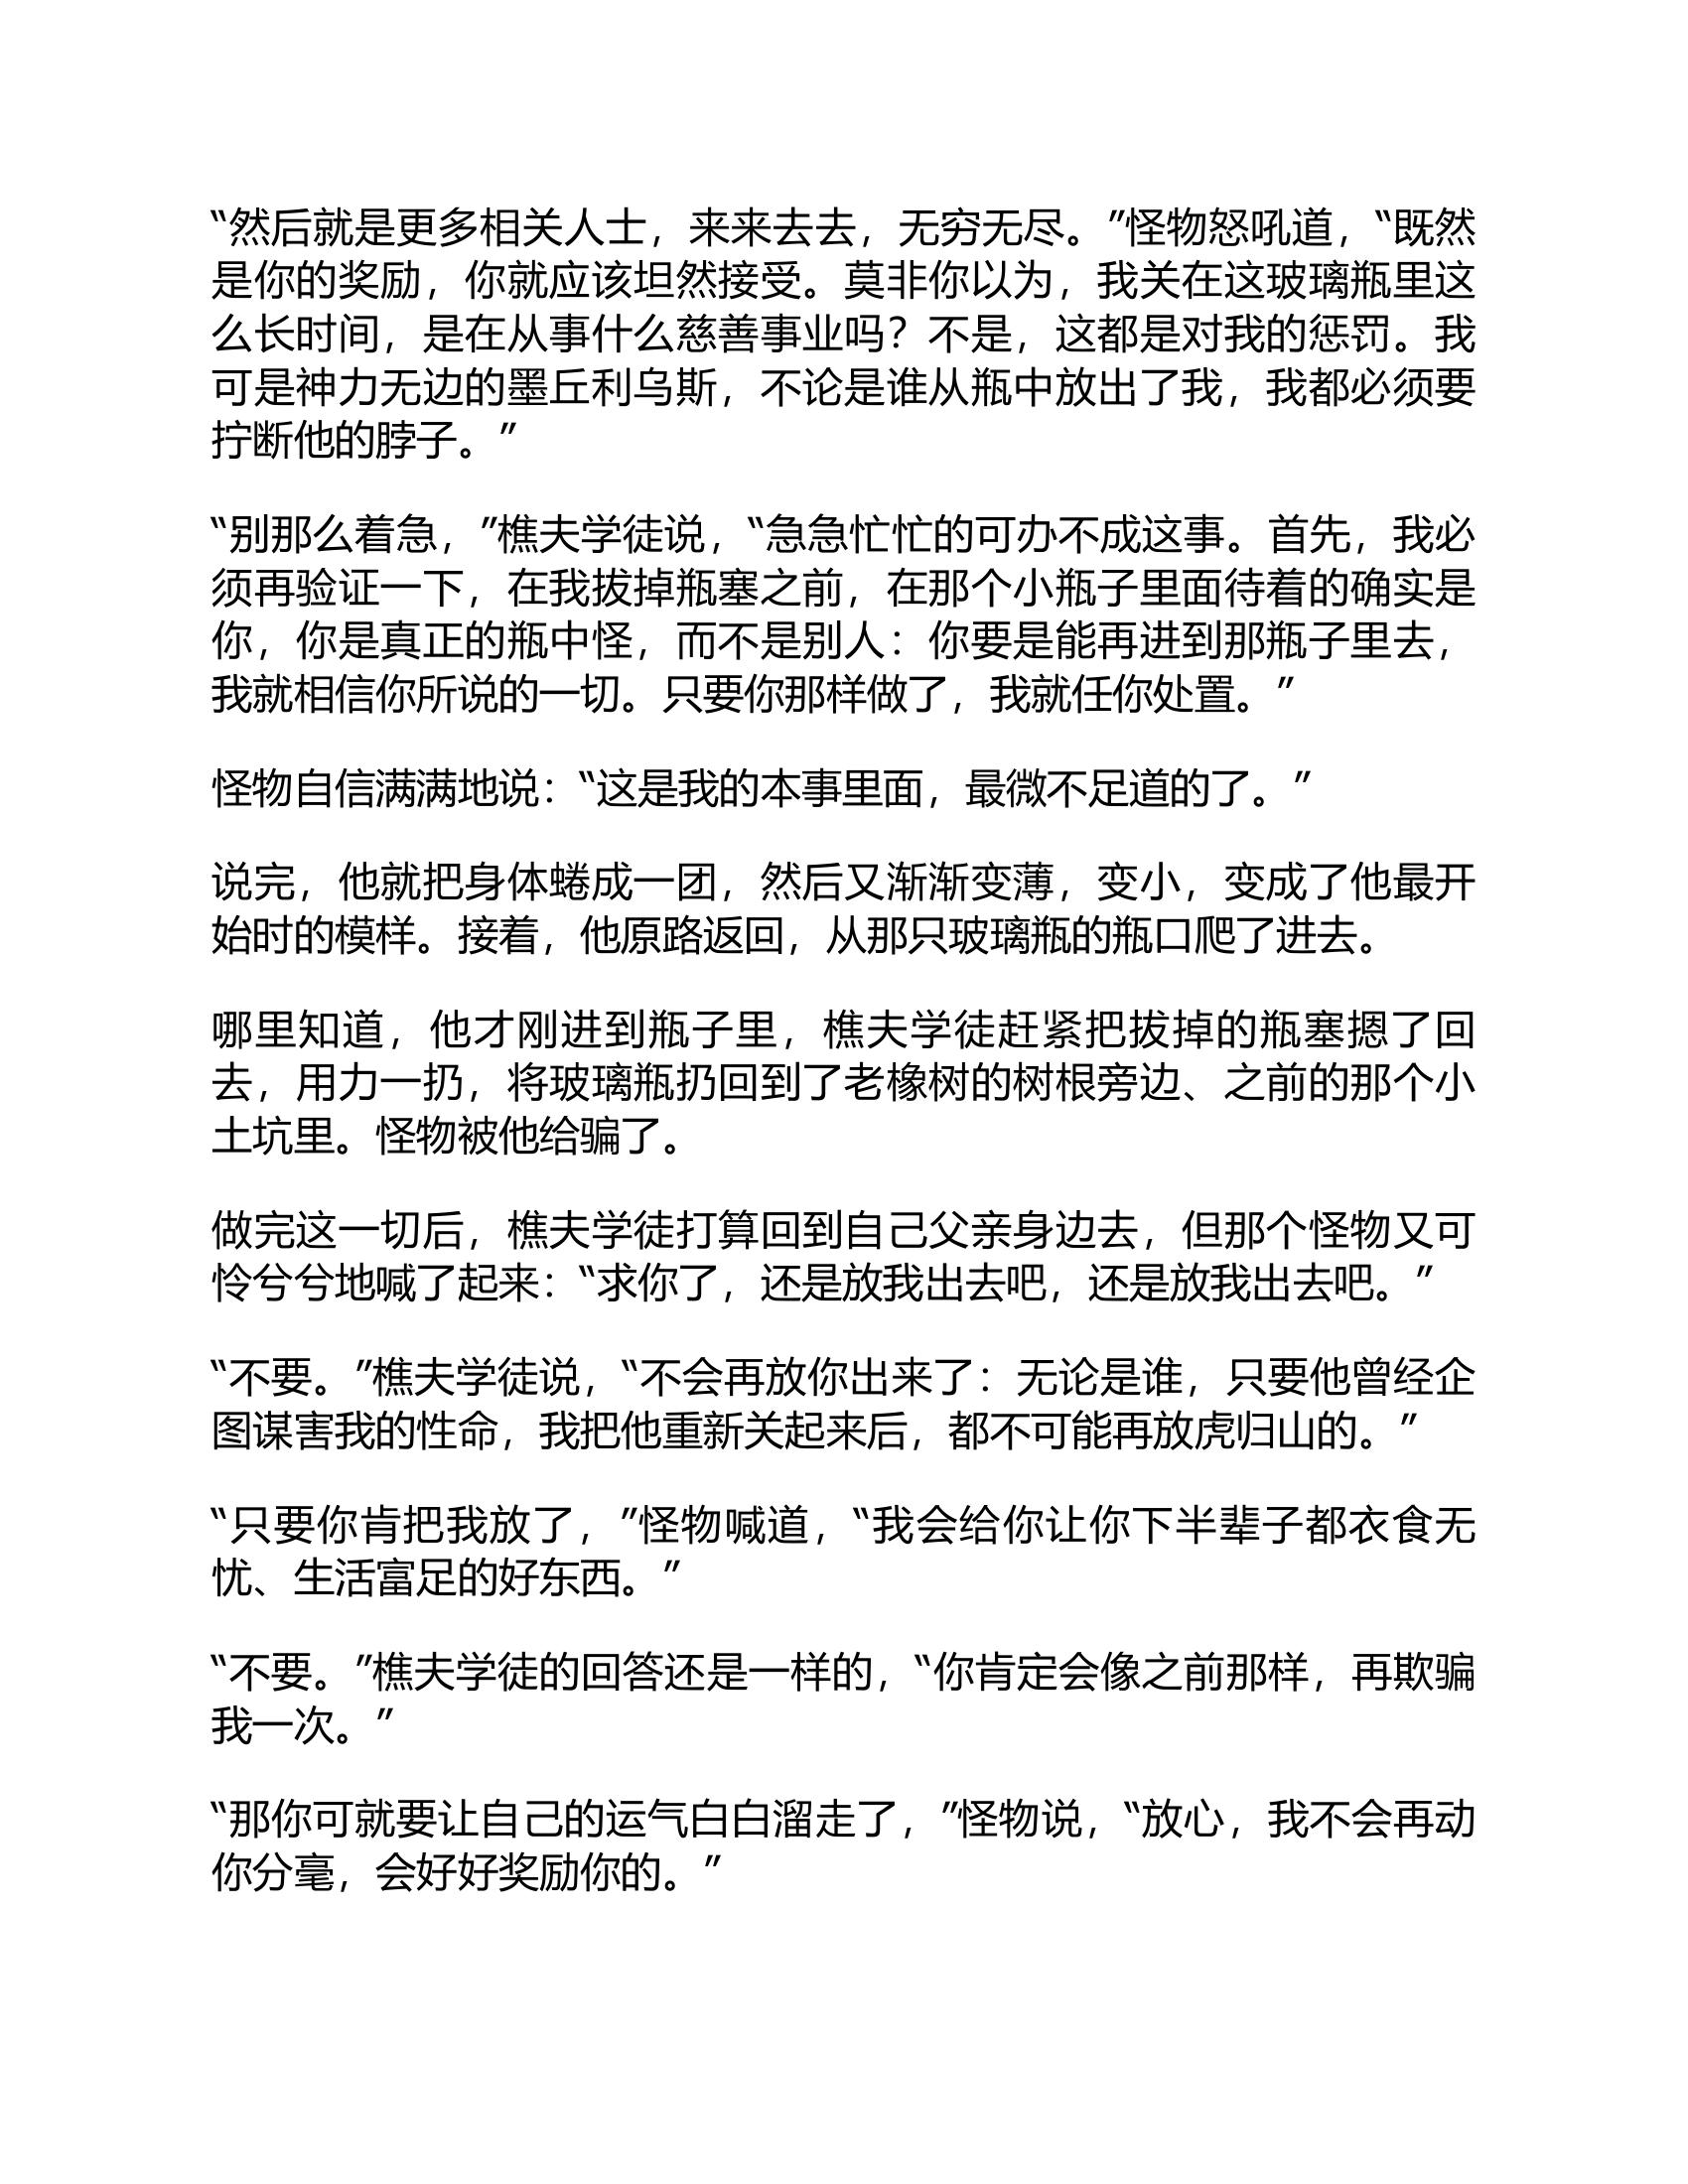 “然后就是更多相关人士，来来去去，无穷无尽。”怪物怒吼道，“既然
是你的奖励，你就应该坦然接受。莫非你以为，我关在这玻璃瓶里这
么长时间，是在从事什么慈善事业吗？不是，这都是对我的惩罚。我
可是神力无边的墨丘利乌斯，不论是谁从瓶中放出了我，我都必须要
拧断他的脖子。”
“别那么着急，”樵夫学徒说，“急急忙忙的可办不成这事。首先，我必
须再验证一下，在我拔掉瓶塞之前，在那个小瓶子里面待着的确实是
你，你是真正的瓶中怪，而不是别人：你要是能再进到那瓶子里去，
我就相信你所说的一切。只要你那样做了，我就任你处置。”
怪物自信满满地说：“这是我的本事里面，最微不足道的了。”
说完，他就把身体蜷成一团，然后又渐渐变薄，变小，变成了他最开
始时的模样。接着，他原路返回，从那只玻璃瓶的瓶口爬了进去。
哪里知道，他才刚进到瓶子里，樵夫学徒赶紧把拔掉的瓶塞摁了回
去，用力一扔，将玻璃瓶扔回到了老橡树的树根旁边、之前的那个小
土坑里。怪物被他给骗了。
做完这一切后，樵夫学徒打算回到自己父亲身边去，但那个怪物又可
怜兮兮地喊了起来：“求你了，还是放我出去吧，还是放我出去吧。”
“不要。”樵夫学徒说，“不会再放你出来了：无论是谁，只要他曾经企
图谋害我的性命，我把他重新关起来后，都不可能再放虎归山的。”
“只要你肯把我放了，”怪物喊道，“我会给你让你下半辈子都衣食无
忧、生活富足的好东西。”
“不要。”樵夫学徒的回答还是一样的，“你肯定会像之前那样，再欺骗
我一次。”
“那你可就要让自己的运气白白溜走了，”怪物说，“放心，我不会再动
你分毫，会好好奖励你的。”